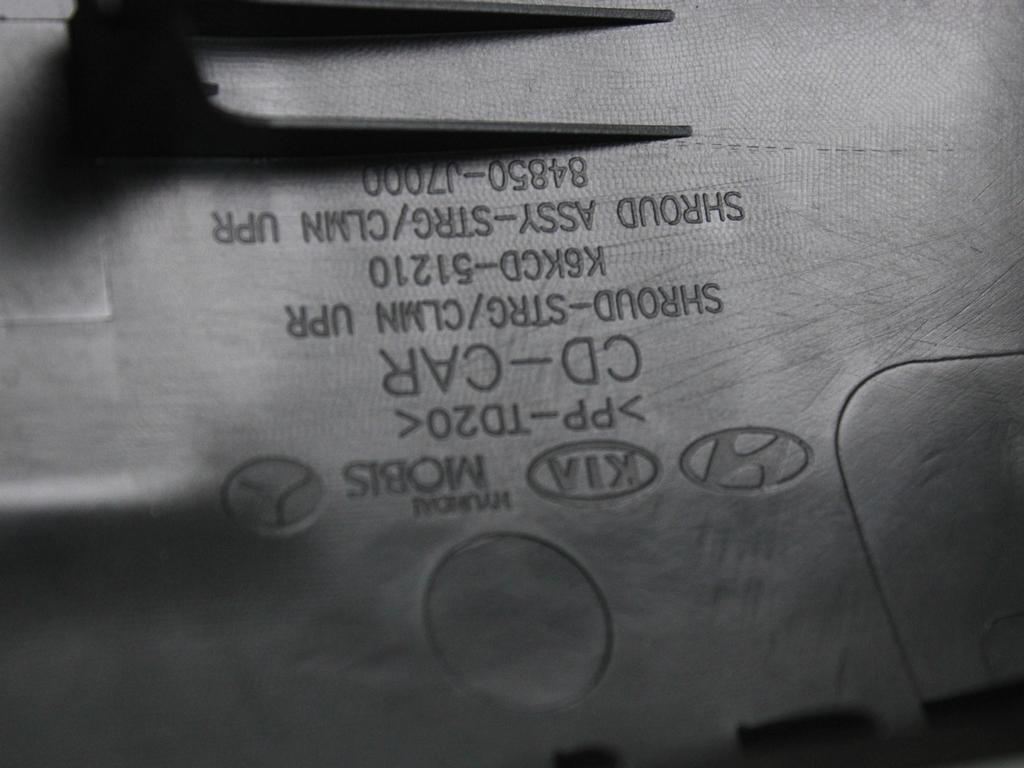 KIA
HYUNDAI
MOBIS
>PP-TD20<
CD-CAR
SHROUD-STRG/CLMN UPR
K6KCD-51210
SHROUD ASSY-STRG/CLMN UPR
84850-J7000